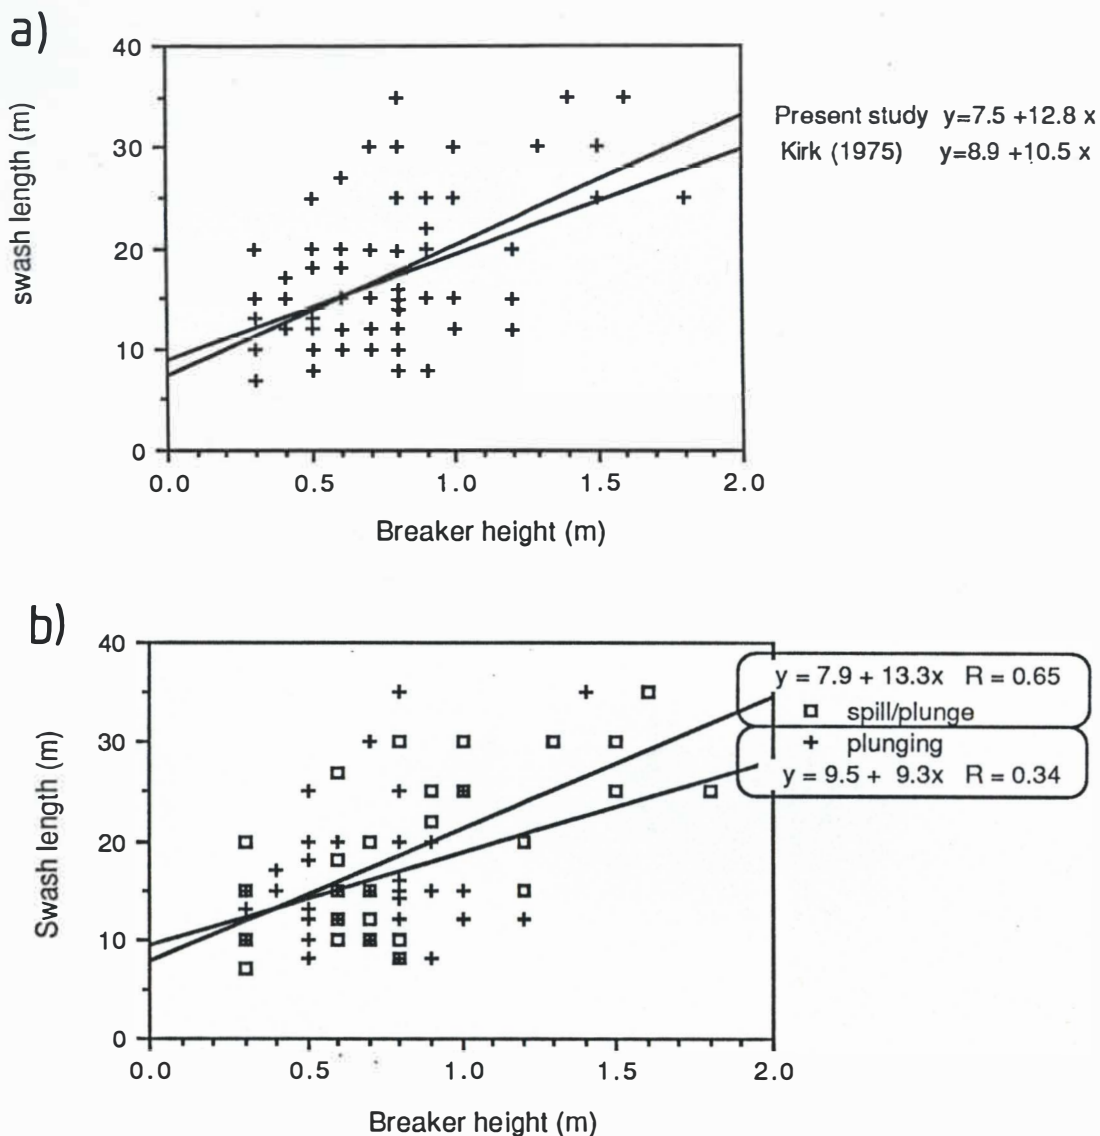 a)
40
30
20
10
0
swash length (m)
0.0 0.5 1.0 1.5 2.0
Breaker height (m)
Present study y=7.5 +12.8 x
Kirk (1975) y=8.9 +10.5 x
b)
40
30
20
10
0
Swash length (m)
0.0 0.5 1.0 1.5 2.0
Breaker height (m)
y = 7.9 + 13.3x R = 0.65
spill/plunge
plunging
y = 9.5 + 9.3x R = 0.34